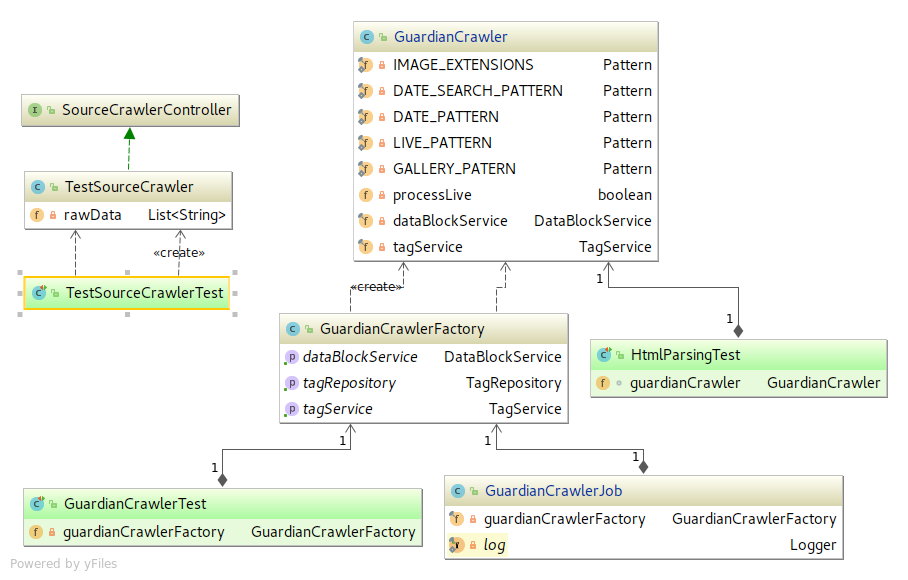 GuardianCrawler
IMAGE_EXTENSIONS Pattern
DATE_SEARCH_PATTERN Pattern
DATE_PATTERN Pattern
LIVE_PATTERN Pattern
GALLERY_PATERN Pattern
processLive boolean
dataBlockService DataBlockService
tagService TagService
SourceCrawlerController
TestSourceCrawler
rawData List<String>
«create»
TestSourceCrawlerTest
«create»
1
1
GuardianCrawlerFactory
dataBlockService DataBlockService
tagRepository TagRepository
tagService TagService
HtmlParsingTest
guardianCrawler GuardianCrawler
1
1
1
1
GuardianCrawlerTest
guardianCrawlerFactory GuardianCrawlerFactory
GuardianCrawlerJob
guardianCrawlerFactory GuardianCrawlerFactory
log Logger
Powered by yFiles